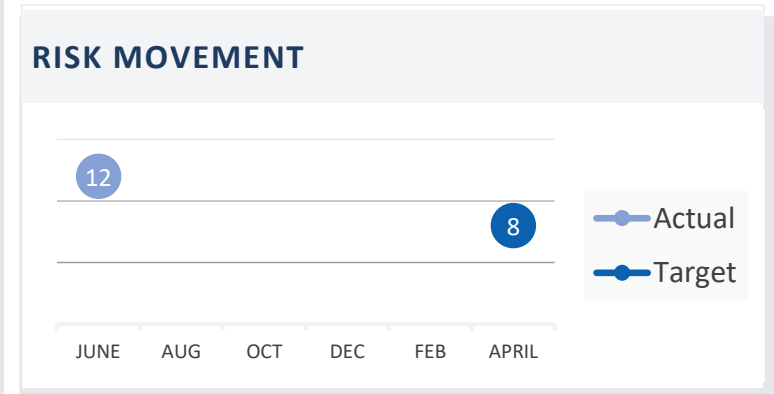 RISK MOVEMENT
12
8
Actual
Target
JUNE AUG OCT DEC FEB APRIL